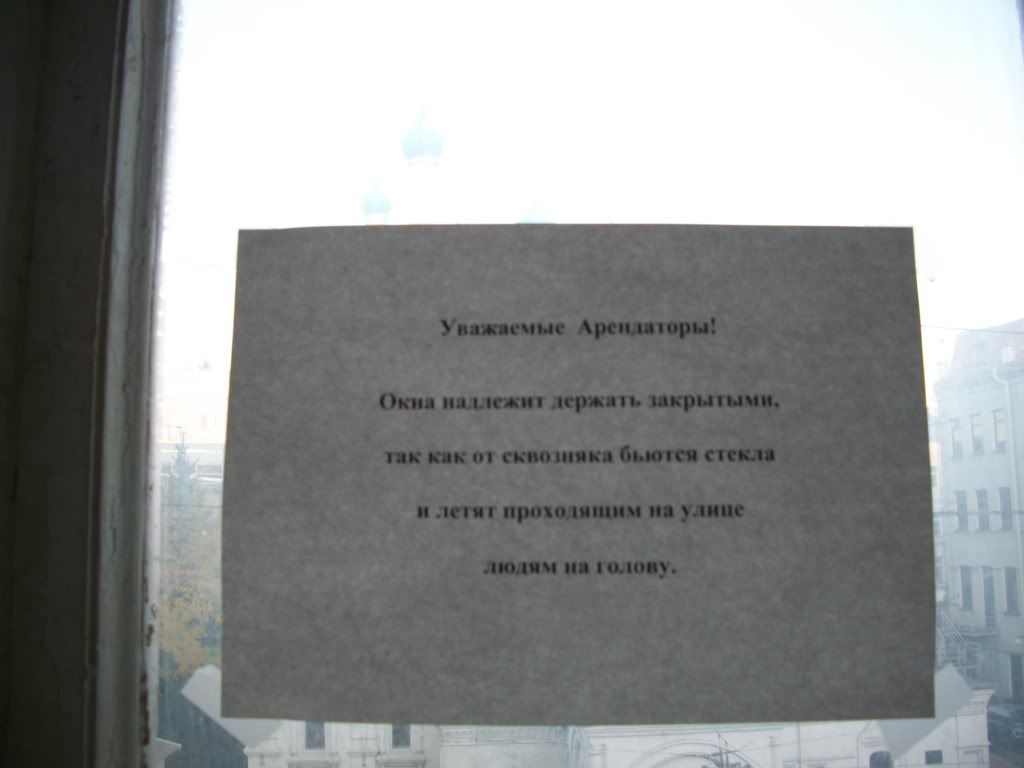 Уважаемые Арендаторы!
Окна надлежит держать закрытыми,
так как от сквозняка бьются стекла
и летят проходящим на улице
людям на голову.